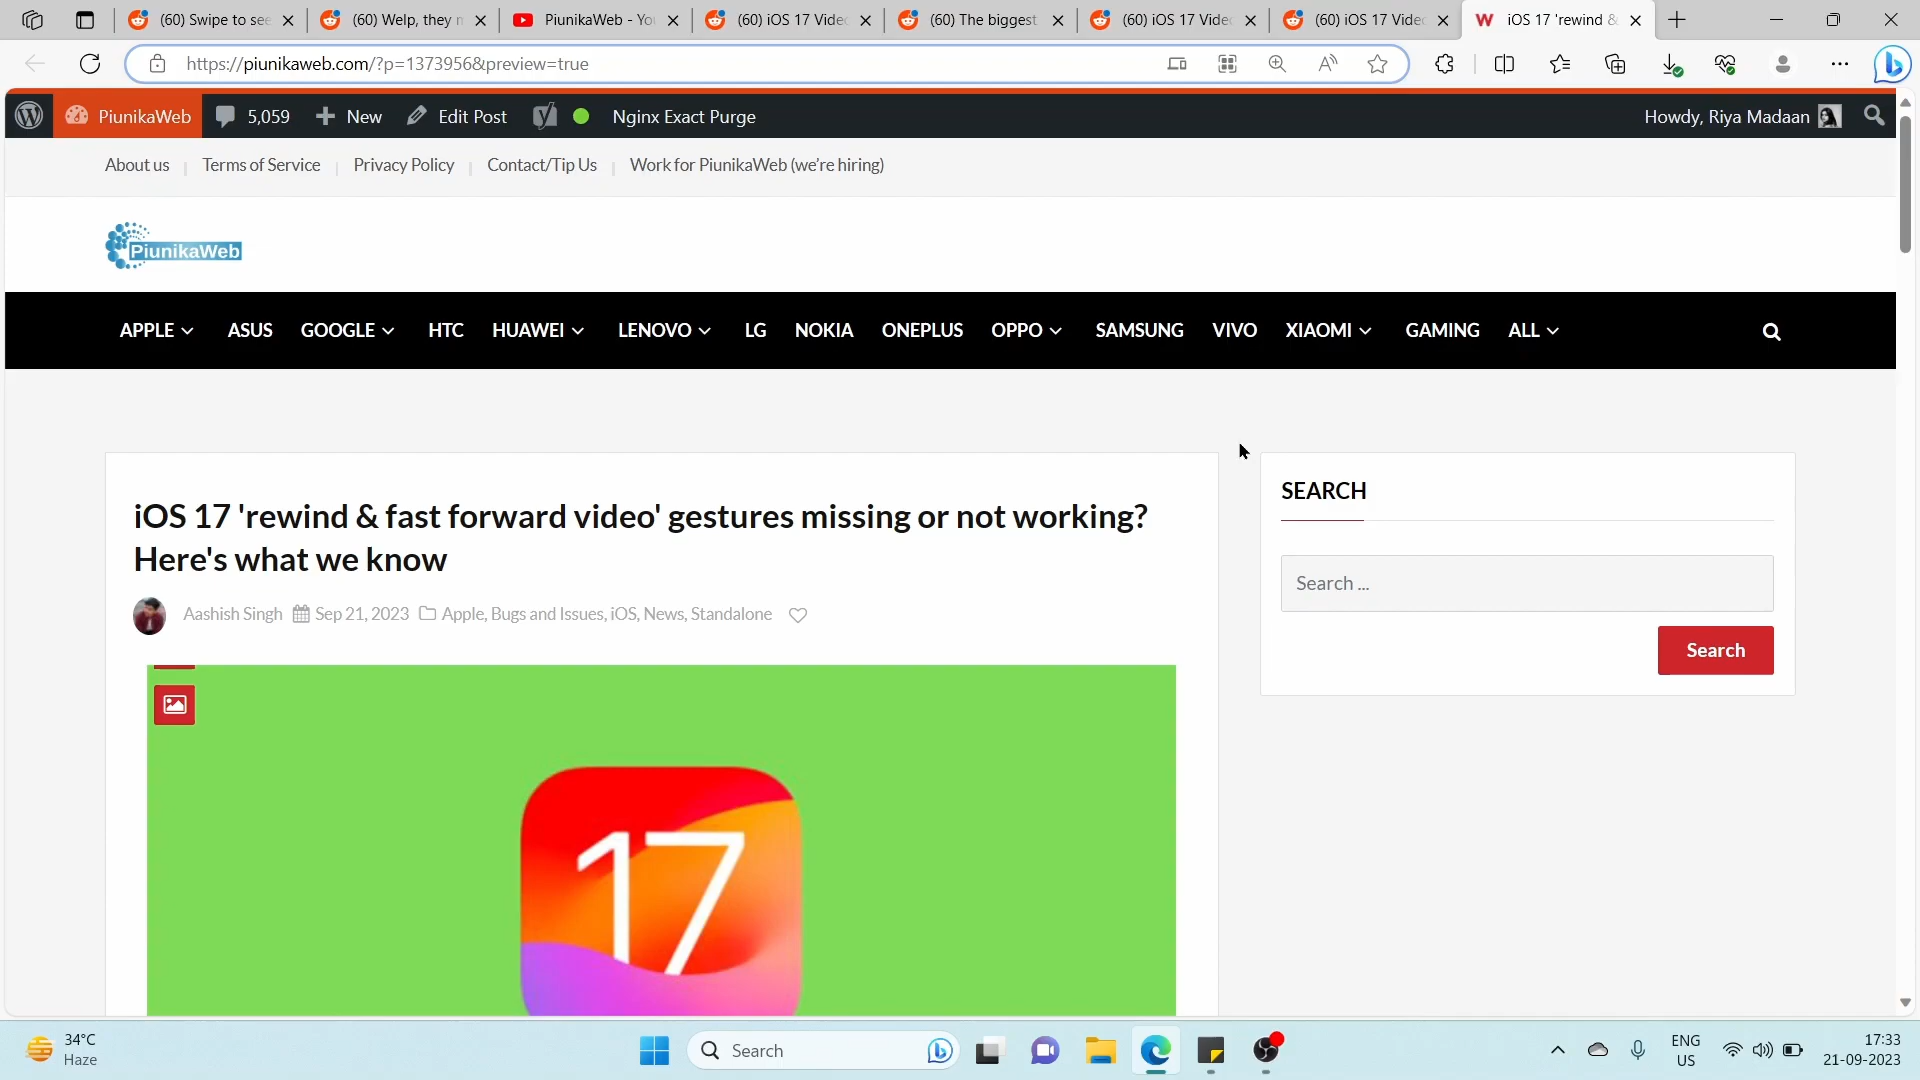 (60) Swipe to see
(60) Welp, they
PiunikaWeb - You
(60) iOS 17 Vide
(60) The biggest
(60) iOS 17 Vide
(60) iOS 17 Vide
iOS 17 'rewind &
https://piunikaweb.com/?p=1373956&preview=true
PiunikaWeb
5,059
New
Edit Post
Nginx Exact Purge
Howdy, Riya Madaan
About us
Terms of Service
Privacy Policy
Contact/Tip Us
Work for PiunikaWeb (we're hiring)
PiunikaWeb
APPLE
ASUS
GOOGLE
HTC
HUAWEI
LENOVO
LG
NOKIA
ONEPLUS
OPPO
SAMSUNG
VIVO
XIAOMI
GAMING
ALL
iOS 17 'rewind & fast forward video' gestures missing or not working?
Here's what we know
Aashish Singh Sep 21, 2023 Apple, Bugs and Issues, iOS, News, Standalone
17
SEARCH
Search ...
Search
34°C
Haze
Search
ENG
US
17:33
21-09-2023